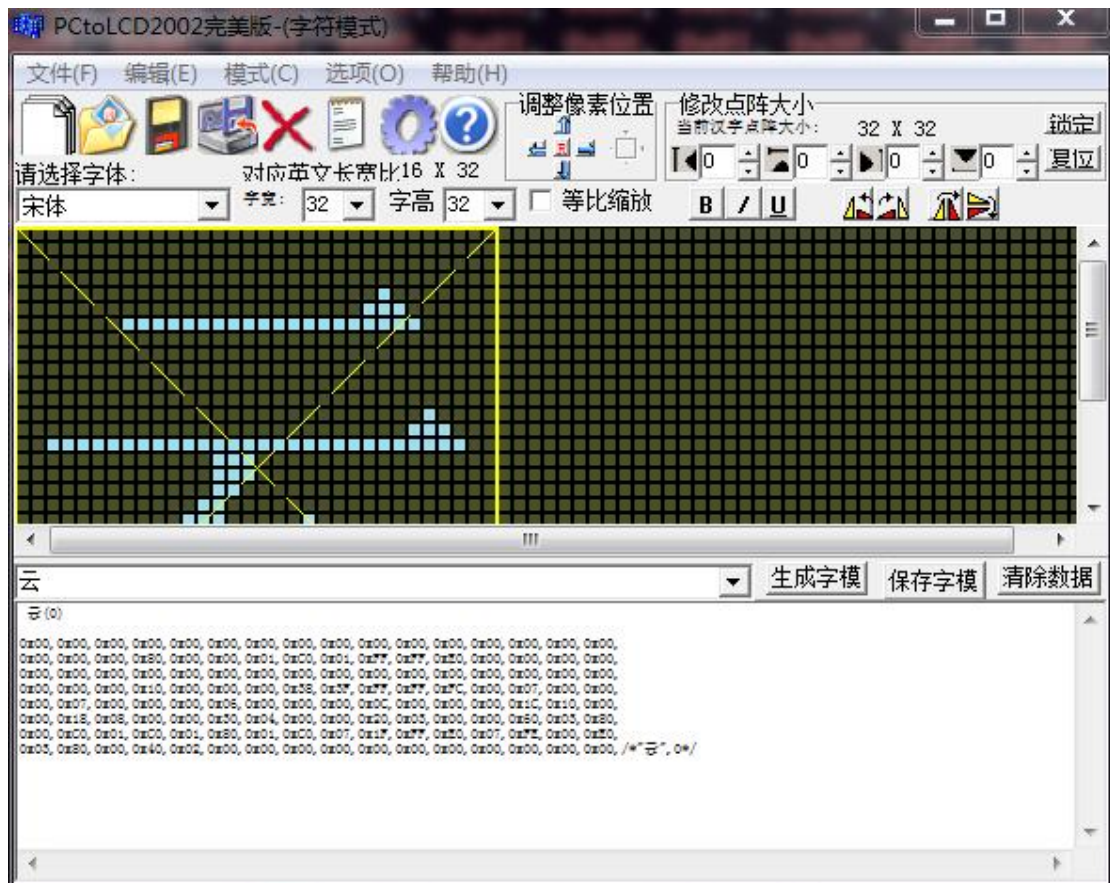 PCtoLCD2002完美版-(字符模式)
文件(F) 编辑(E) 模式(C) 选项(O) 帮助(H)
调整像素位置
修改点阵大小
当前汉字点阵大小: 32 X 32
锁定
0 0 0 0
复位
请选择字体: 对应英文长宽比16 X 32
宋体 字宽: 32 字高 32 等比缩放 B I U
云 生成字模 保存字模 清除数据
云(0)
0x00, 0x00, 0x00, 0x00, 0x00, 0x00, 0x00, 0x00, 0x00, 0x00, 0x00, 0x00, 0x00, 0x00, 0x00, 0x00,
0x00, 0x00, 0x00, 0x80, 0x00, 0x00, 0x01, 0xC0, 0x01, 0xFF, 0xFF, 0xE0, 0x00, 0x00, 0x00, 0x00,
0x00, 0x00, 0x00, 0x00, 0x00, 0x00, 0x00, 0x00, 0x00, 0x00, 0x00, 0x00, 0x00, 0x00, 0x00, 0x00,
0x00, 0x00, 0x00, 0x10, 0x00, 0x00, 0x00, 0x38, 0x3F, 0xFF, 0xFF, 0xFC, 0x00, 0x07, 0x00, 0x00,
0x00, 0x07, 0x00, 0x00, 0x00, 0x06, 0x00, 0x00, 0x00, 0x0C, 0x00, 0x00, 0x00, 0x1C, 0x10, 0x00,
0x00, 0x18, 0x08, 0x00, 0x00, 0x30, 0x04, 0x00, 0x00, 0x20, 0x03, 0x00, 0x00, 0x60, 0x03, 0x80,
0x00, 0xC0, 0x01, 0xC0, 0x01, 0x80, 0x01, 0xC0, 0x07, 0x1F, 0xFF, 0xE0, 0x07, 0xFE, 0x00, 0xE0,
0x03, 0x80, 0x00, 0x40, 0x02, 0x00, 0x00, 0x00, 0x00, 0x00, 0x00, 0x00, 0x00, 0x00, 0x00, 0x00, /*"云", 0*/